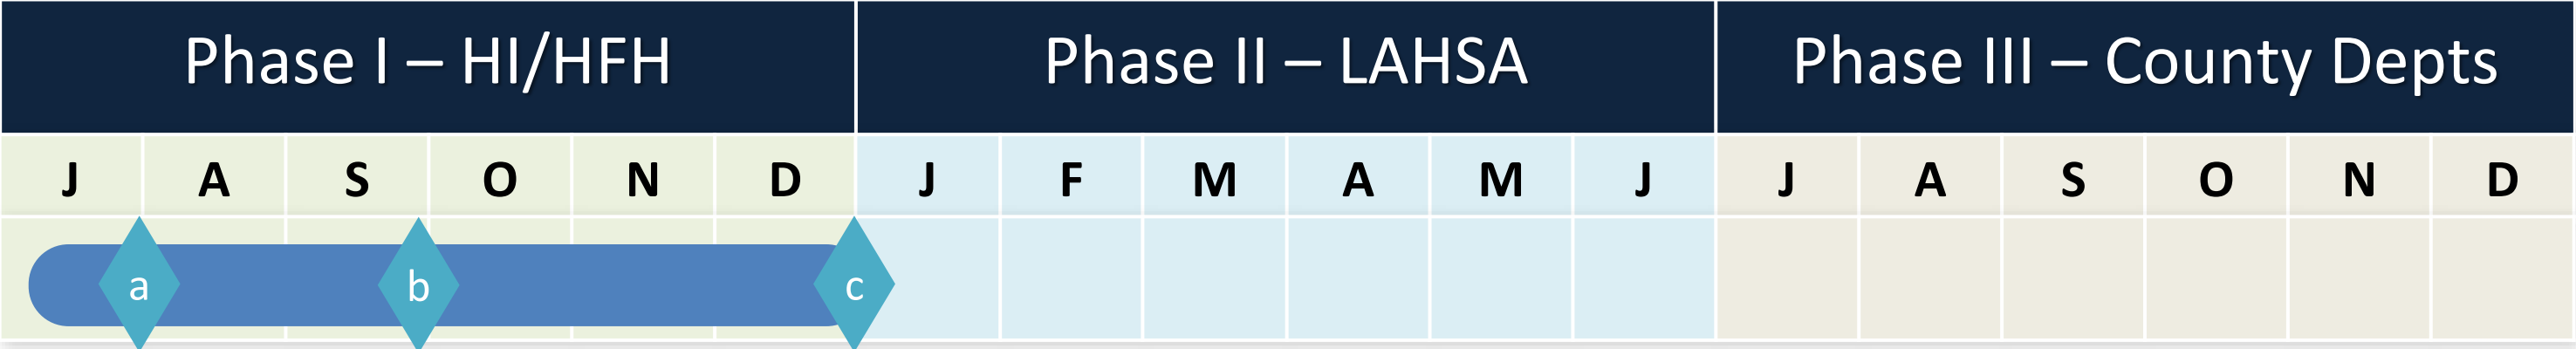 Phase I – HI/HFH Phase II – LAHSA Phase III – County Depts
J A S O N D J F M A M J J A S O N D
a b c